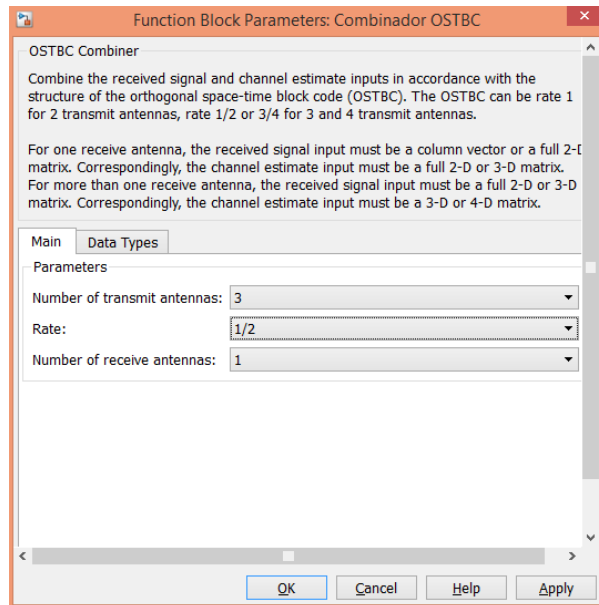 Function Block Parameters: Combinador OSTBC
OSTBC Combiner
Combine the received signal and channel estimate inputs in accordance with the
structure of the orthogonal space-time block code (OSTBC). The OSTBC can be rate 1
for 2 transmit antennas, rate 1/2 or 3/4 for 3 and 4 transmit antennas.
For one receive antenna, the received signal input must be a column vector or a full 2-D
matrix. Correspondingly, the channel estimate input must be a full 2-D or 3-D matrix.
For more than one receive antenna, the received signal input must be a full 2-D or 3-D
matrix. Correspondingly, the channel estimate input must be a 3-D or 4-D matrix.
Main Data Types
Parameters
Number of transmit antennas: 3
Rate: 1/2
Number of receive antennas: 1
OK Cancel Help Apply